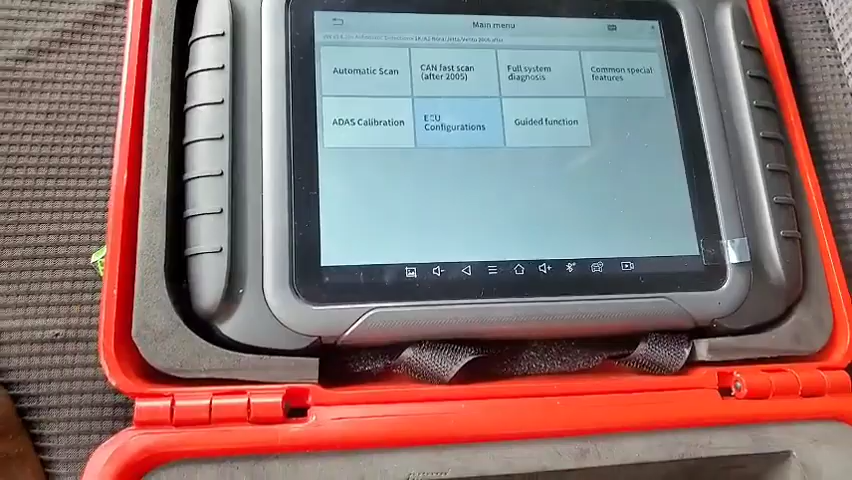 Main menu
Automatic Scan
CAN fast scan
(after 2005)
Full system
diagnosis
Common special
features
ADAS Calibration
ECU
Configurations
Guided function